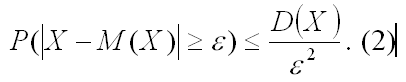 P(|X − M(X)| ≥ ε) ≤ D(X)/ε². (2)